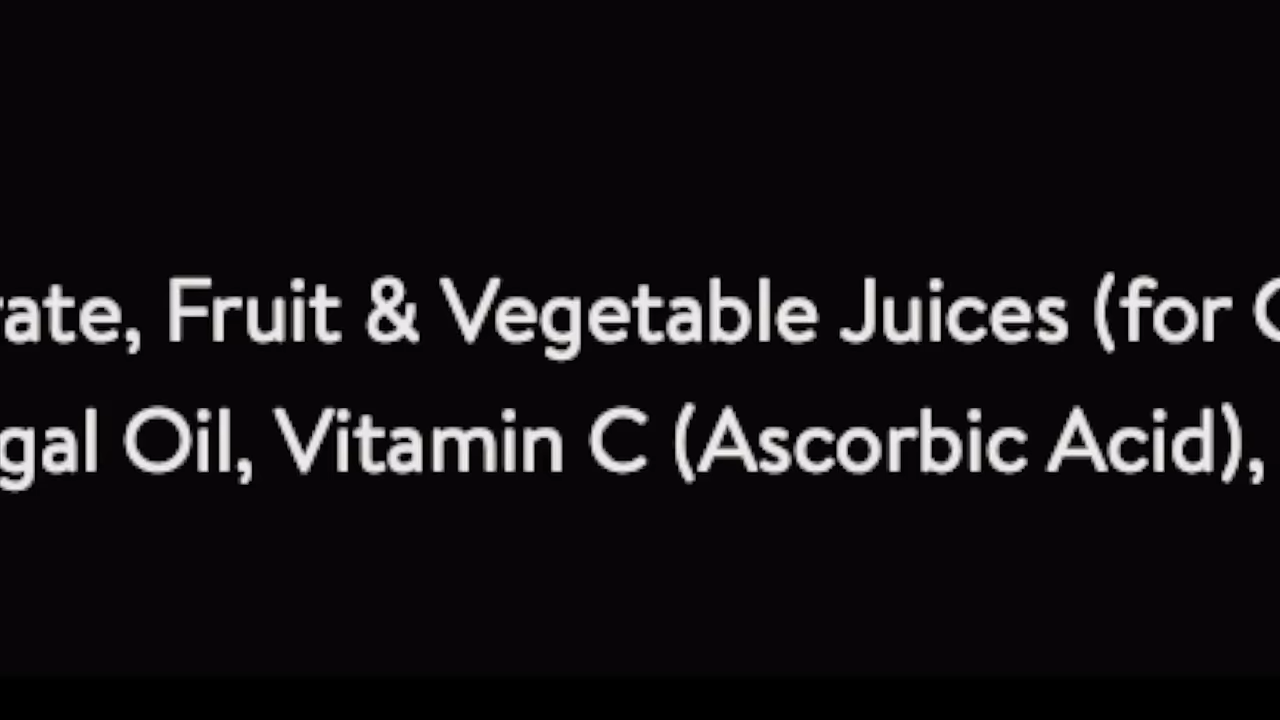 rate, Fruit & Vegetable Juices (for C
gal Oil, Vitamin C (Ascorbic Acid),